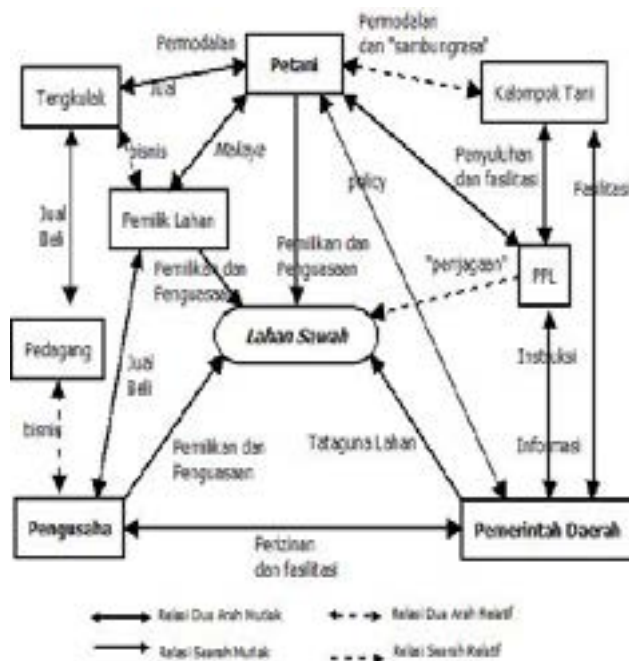 Permodalan
dan "sambungrasa"
Permodalan
Petani
Tengkulak
Jual
Kelompok Tani
bisnis
Makaya
Penyuluhan
dan fasilitasi
policy
Fasilitasi
Jual
Beli
Pemilik Lahan
Pemilikan dan
Penguasaan
Pemilikan dan
Penguasaan
"penjagaan"
PPL
Lahan Sawah
Pedagang
Jual
Beli
Instruksi
bisnis
Pemilikan dan
Penguasaan
Tataguna Lahan
Informasi
Pengusaha
Pemerintah Daerah
Perizinan
dan fasilitasi
Relasi Dua Arah Mutlak
Relasi Dua Arah Relatif
Relasi Searah Mutlak
Relasi Searah Relatif